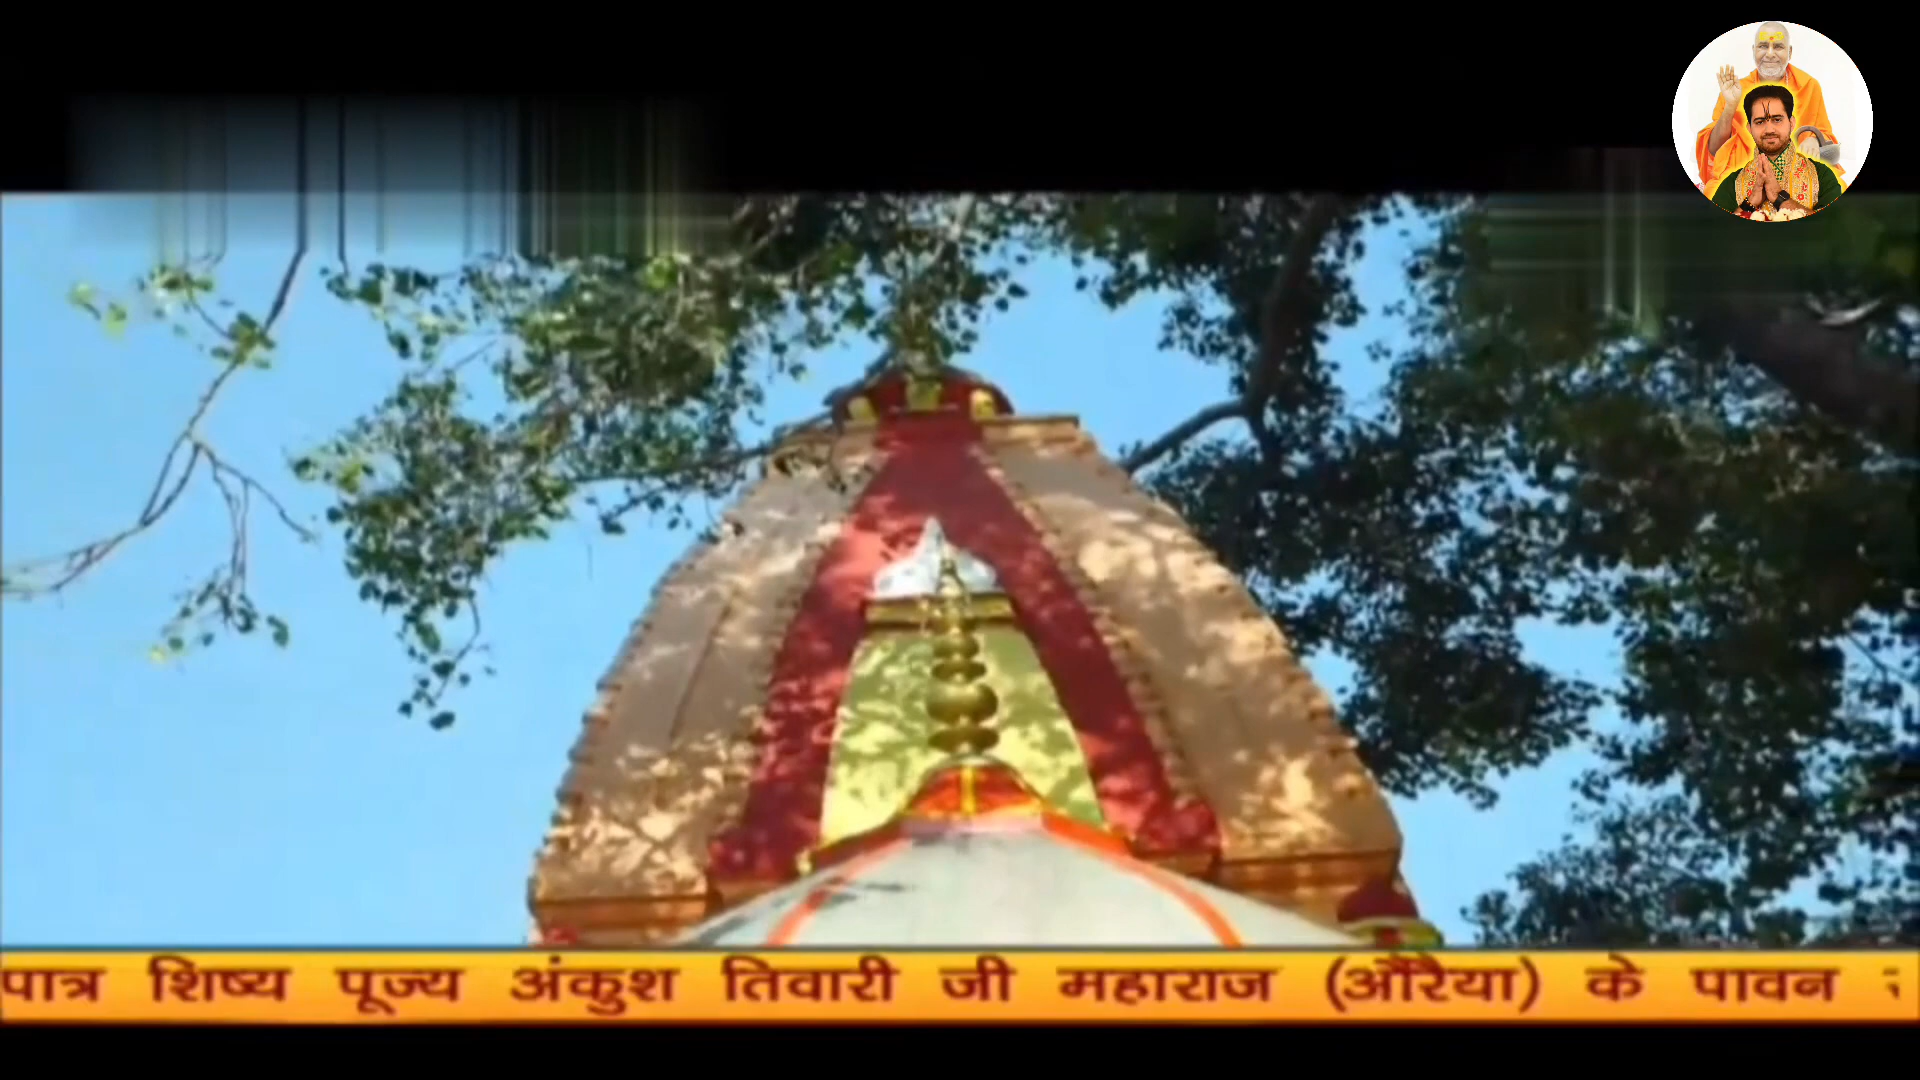 पात्र शिष्य पूज्य अंकुश तिवारी जी महाराज (औरैया) के पावन